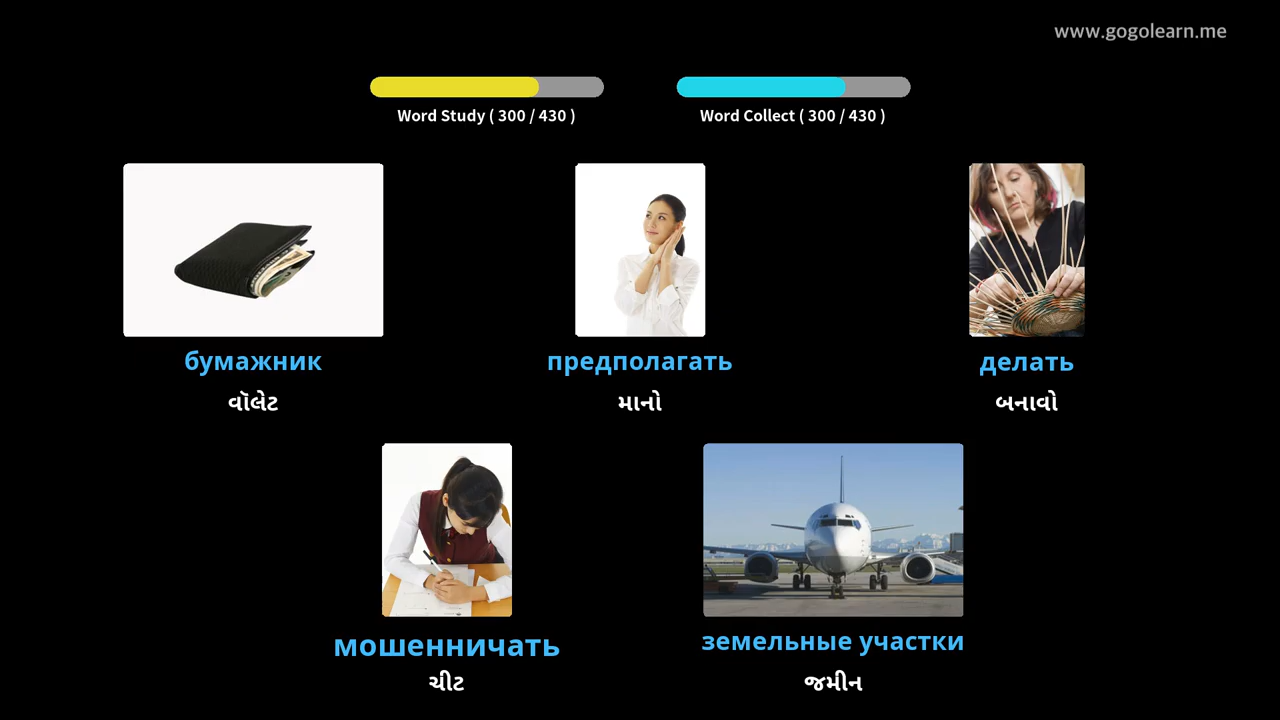 www.gogolearn.me
Word Study ( 300 / 430 )
Word Collect ( 300 / 430 )
бумажник
વૉલેટ
предполагать
માનો
делать
બનાવો
мошенничать
ચીટ
земельные участки
જમીન